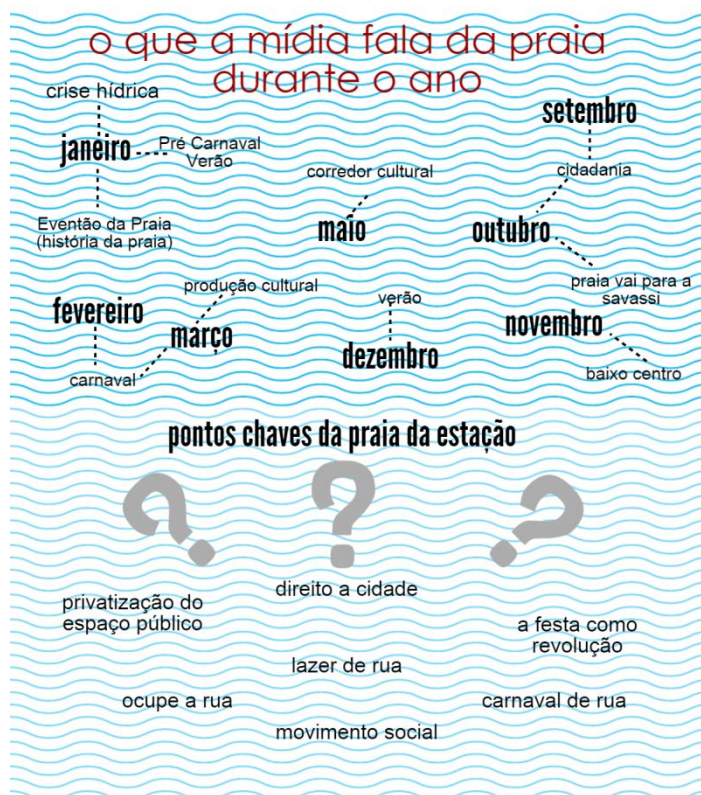 o que a mídia fala da praia
durante o ano
crise hídrica
janeiro
Pré Carnaval
Verão
Eventão da Praia
(história da praia)
corredor cultural
maio
setembro
cidadania
outubro
praia vai para a
savassi
fevereiro
carnaval
produção cultural
março
verão
dezembro
novembro
baixo centro
pontos chaves da praia da estação
? ? ?
direito a cidade
privatização do
espaço público
a festa como
revolução
lazer de rua
ocupe a rua
carnaval de rua
movimento social